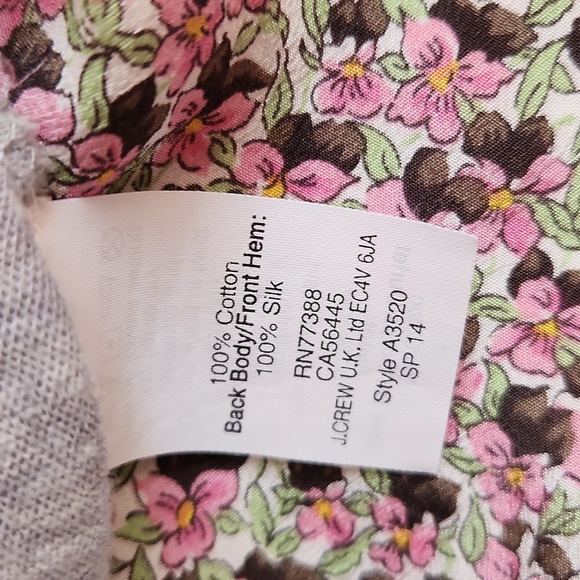 100% Cotton
Back Body/Front Hem:
100% Silk
RN77388
CA56445
J.CREW U.K. Ltd EC4V 6JA
Style A3520
SP 14